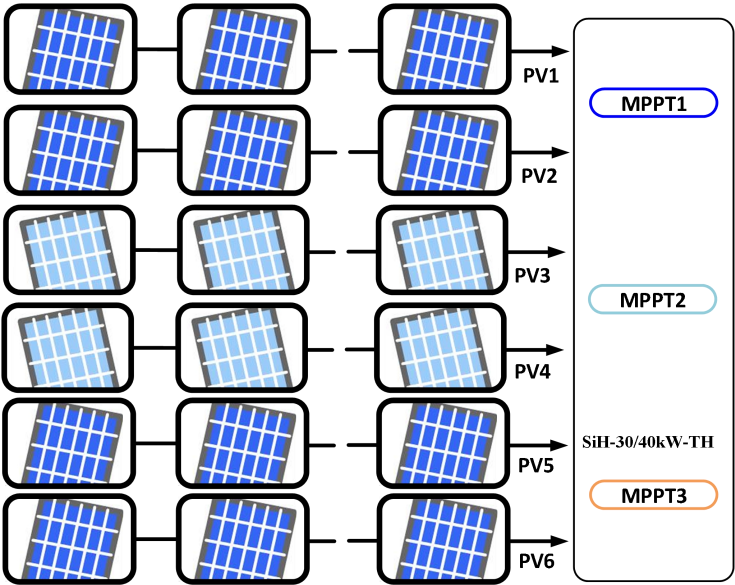 PV1
MPPT1
PV2
PV3
MPPT2
PV4
SiH-30/40kW-TH
PV5
MPPT3
PV6